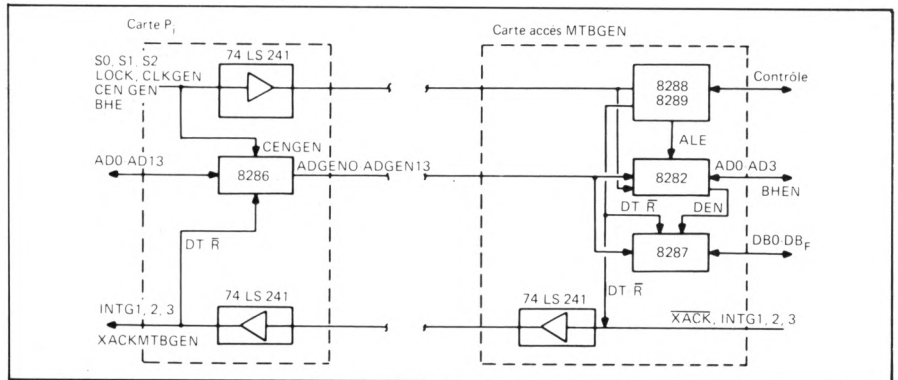 Carte Pi
Carte accès MTBGEN
S0, S1, S2
LOCK, CLKGEN
CEN GEN
BHE
74 LS 241
8288
8289
Contrôle
CENGEN
ALE
AD0-AD13
8286
ADGENO-ADGEN13
8282
AD0-AD3
BHEN
DT R̅
DEN
DT R̅
8287
DB0-DBF
DT R̅
74 LS 241
74 LS 241
INTG1, 2, 3
XACKMTBGEN
X̅A̅C̅K̅, INTG1, 2, 3